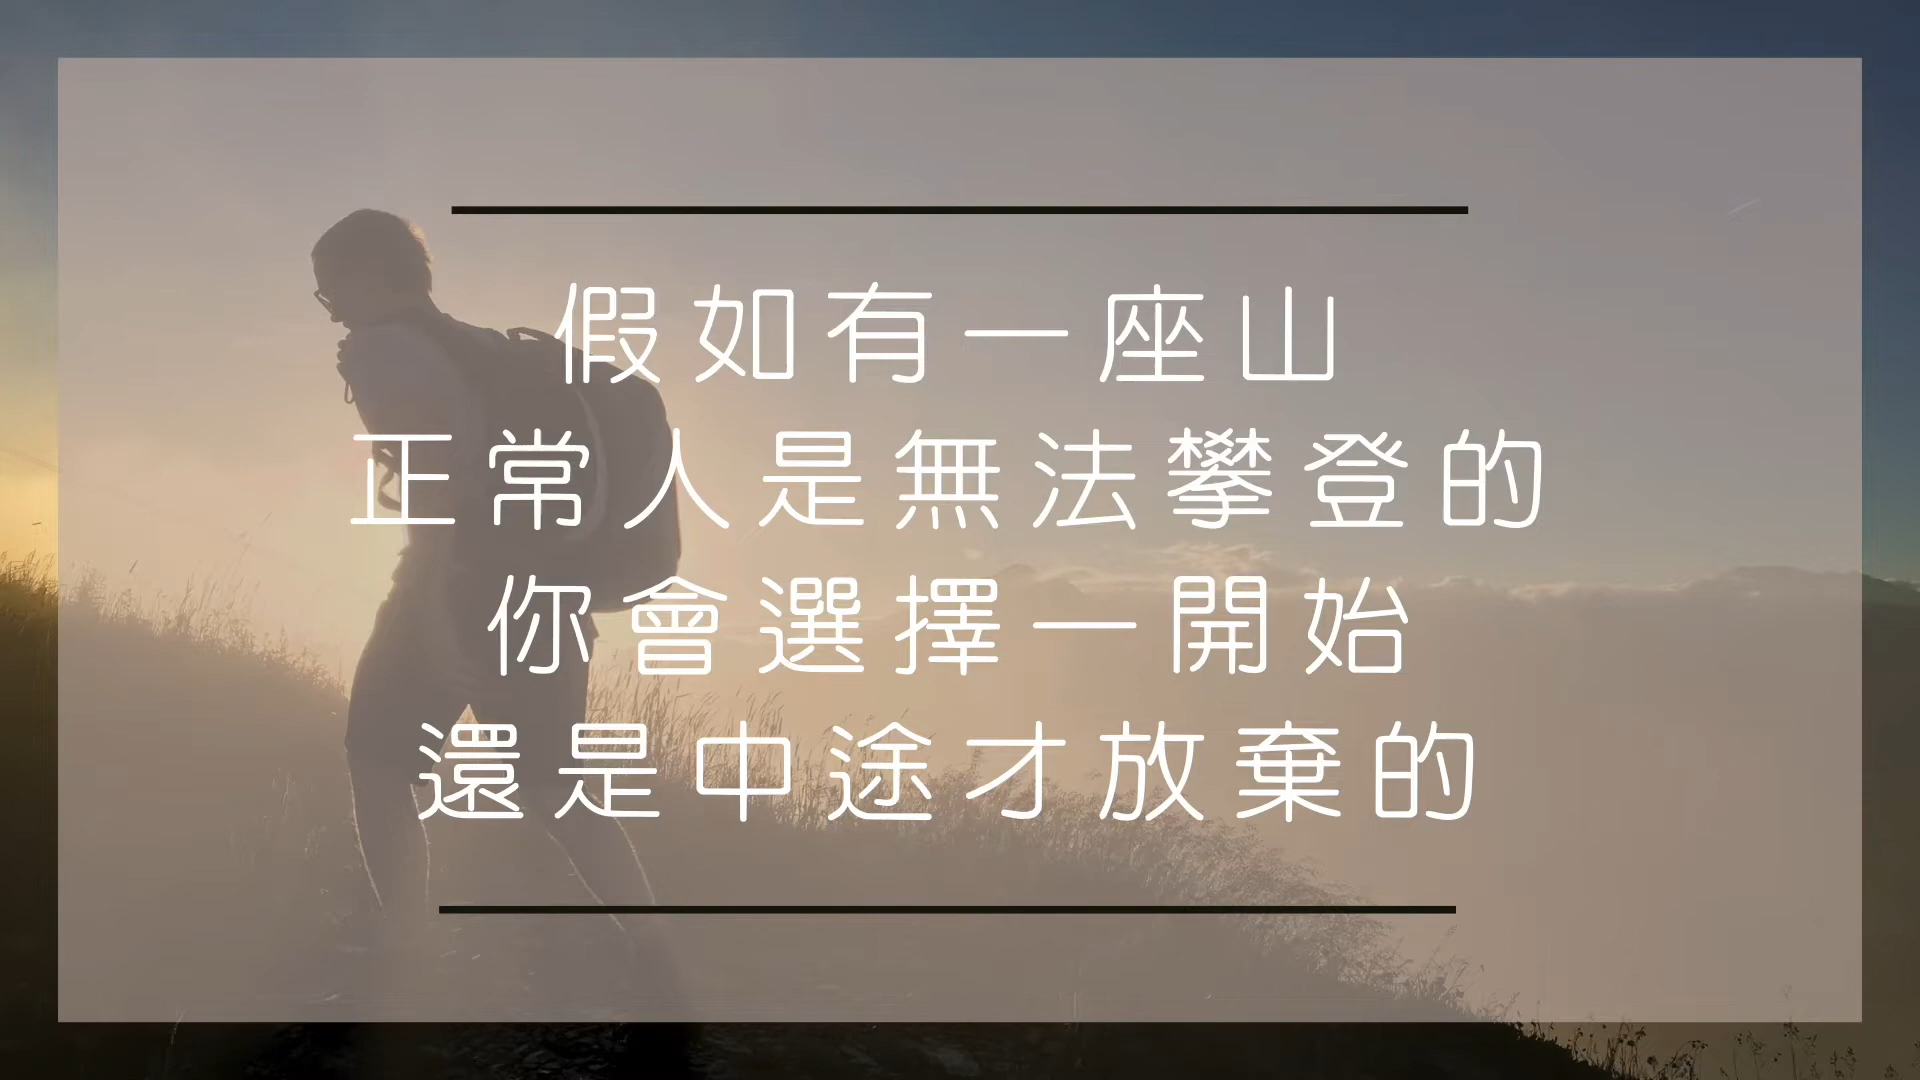 假如有一座山
正常人是無法攀登的
你會選擇一開始
還是中途才放棄的